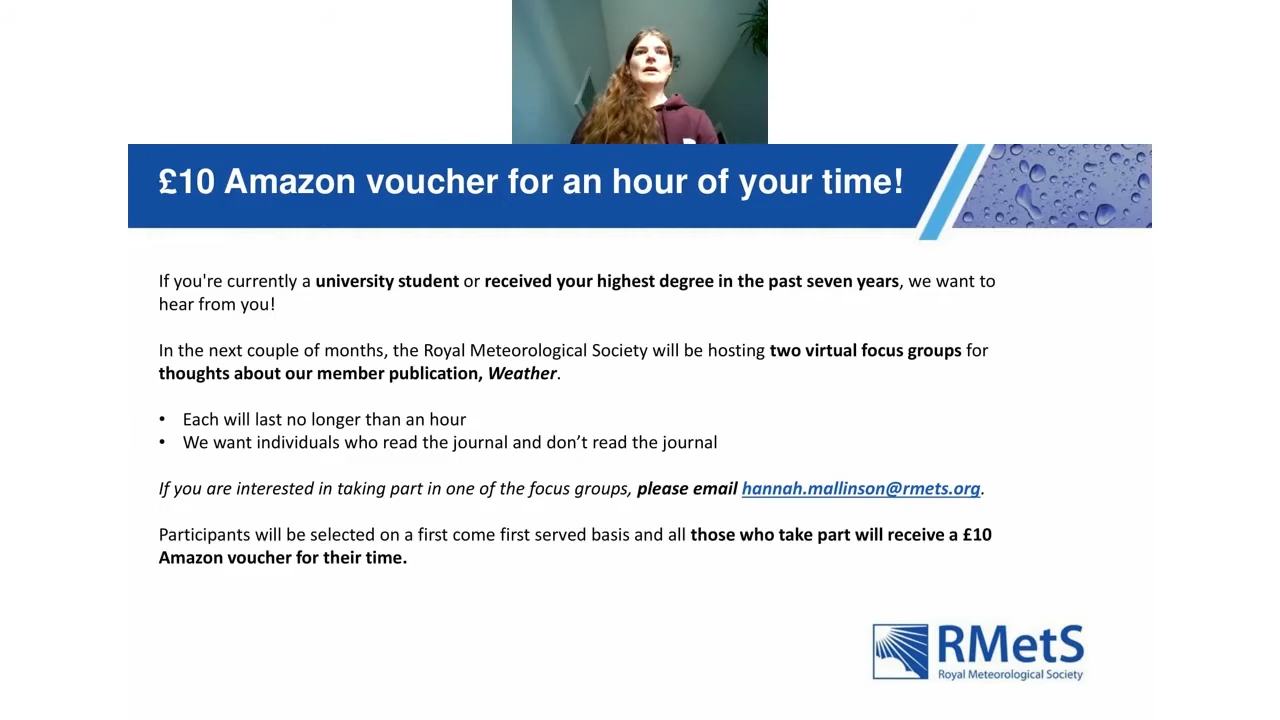 £10 Amazon voucher for an hour of your time!
If you're currently a university student or received your highest degree in the past seven years, we want to
hear from you!
In the next couple of months, the Royal Meteorological Society will be hosting two virtual focus groups for
thoughts about our member publication, Weather.
• Each will last no longer than an hour
• We want individuals who read the journal and don’t read the journal
If you are interested in taking part in one of the focus groups, please email hannah.mallinson@rmets.org.
Participants will be selected on a first come first served basis and all those who take part will receive a £10
Amazon voucher for their time.
RMetS
Royal Meteorological Society